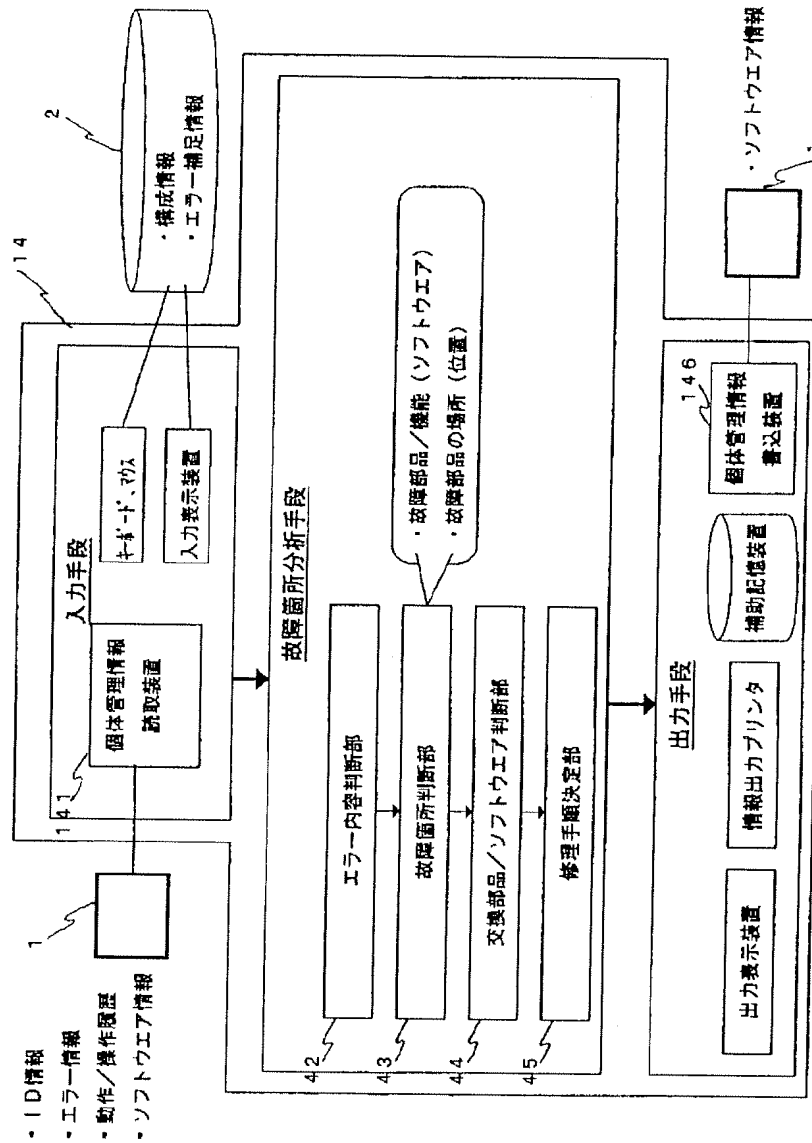 ・ID情報
・エラー情報
・動作/操作履歴
・ソフトウエア情報
1
141
14
2
入力手段
個体管理情報
読取装置
キーボード、マウス
入力表示装置
・構成情報
・エラー補足情報
故障箇所分析手段
42
エラー内容判断部
43
故障箇所判断部
・故障部品/機能(ソフトウエア)
・故障部品の場所(位置)
44
交換部品/ソフトウエア判断部
45
修理手順決定部
出力手段
出力表示装置
情報出力プリンタ
補助記憶装置
146
個体管理情報
書込装置
・ソフトウエア情報